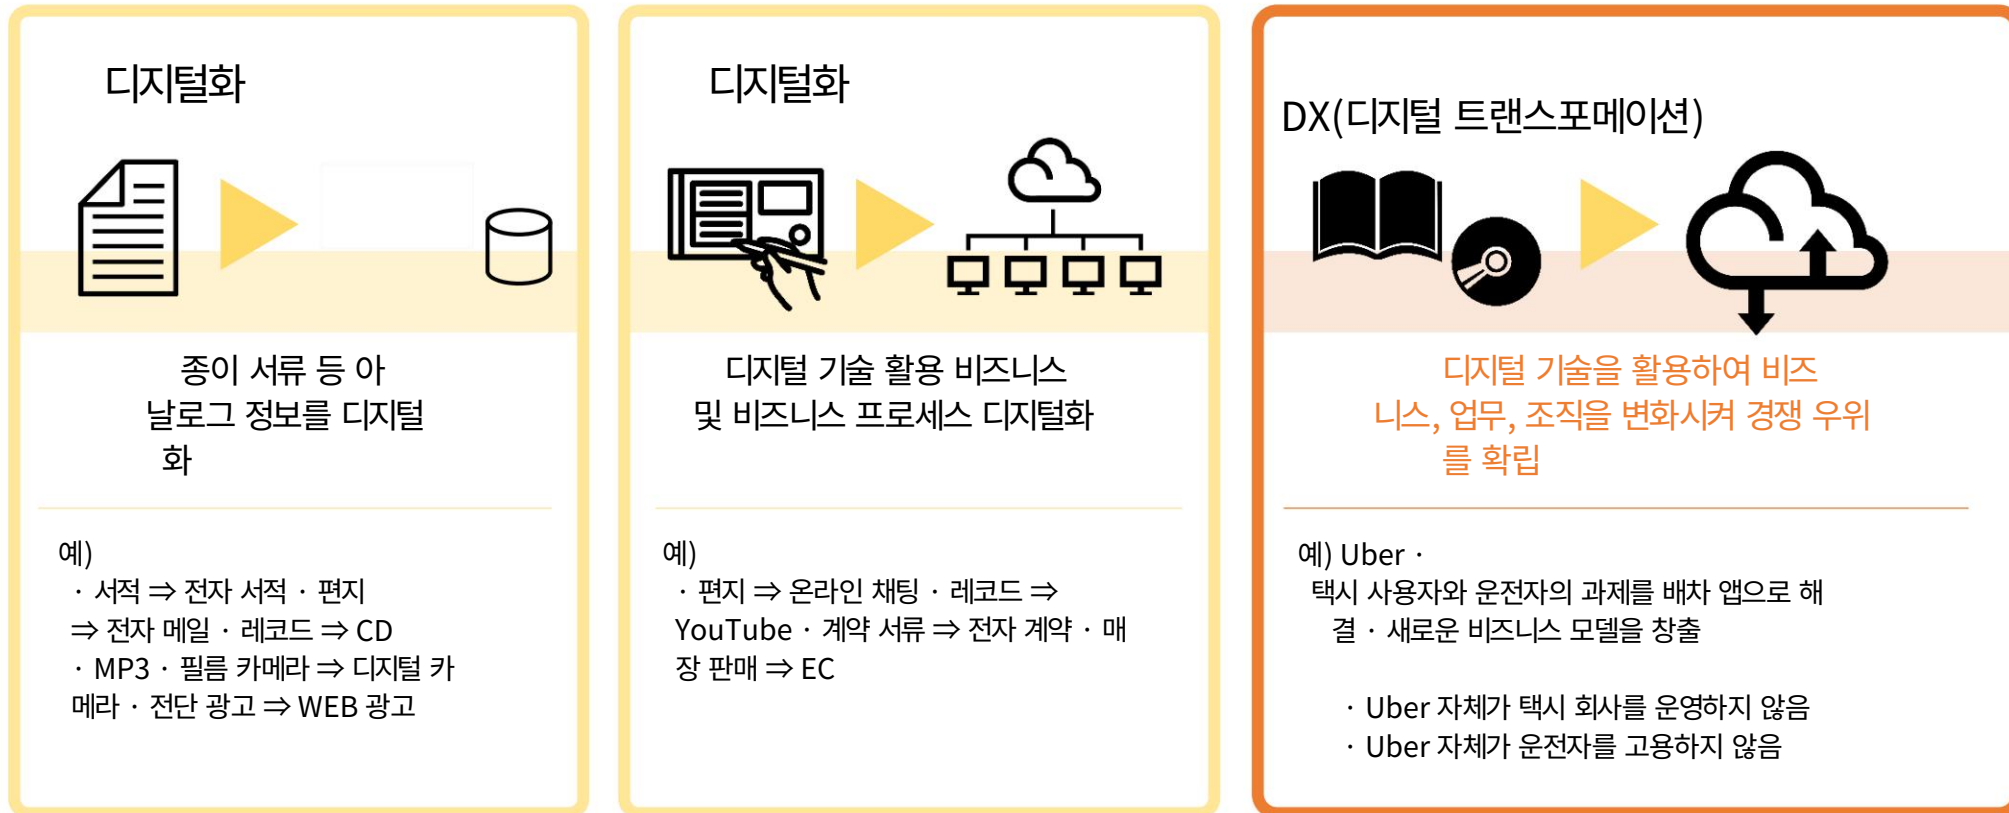 디지털화
종이 서류 등 아
날로그 정보를 디지털
화
예)
· 서적 ⇒ 전자 서적 · 편지
⇒ 전자 메일 · 레코드 ⇒ CD
· MP3 · 필름 카메라 ⇒ 디지털 카
메라 · 전단 광고 ⇒ WEB 광고
디지털화
디지털 기술 활용 비즈니스
및 비즈니스 프로세스 디지털화
예)
· 편지 ⇒ 온라인 채팅 · 레코드 ⇒
YouTube · 계약 서류 ⇒ 전자 계약 · 매
장 판매 ⇒ EC
DX(디지털 트랜스포메이션)
디지털 기술을 활용하여 비즈
니스, 업무, 조직을 변화시켜 경쟁 우위
를 확립
예) Uber ·
택시 사용자와 운전자의 과제를 배차 앱으로 해
결 · 새로운 비즈니스 모델을 창출
· Uber 자체가 택시 회사를 운영하지 않음
· Uber 자체가 운전자를 고용하지 않음